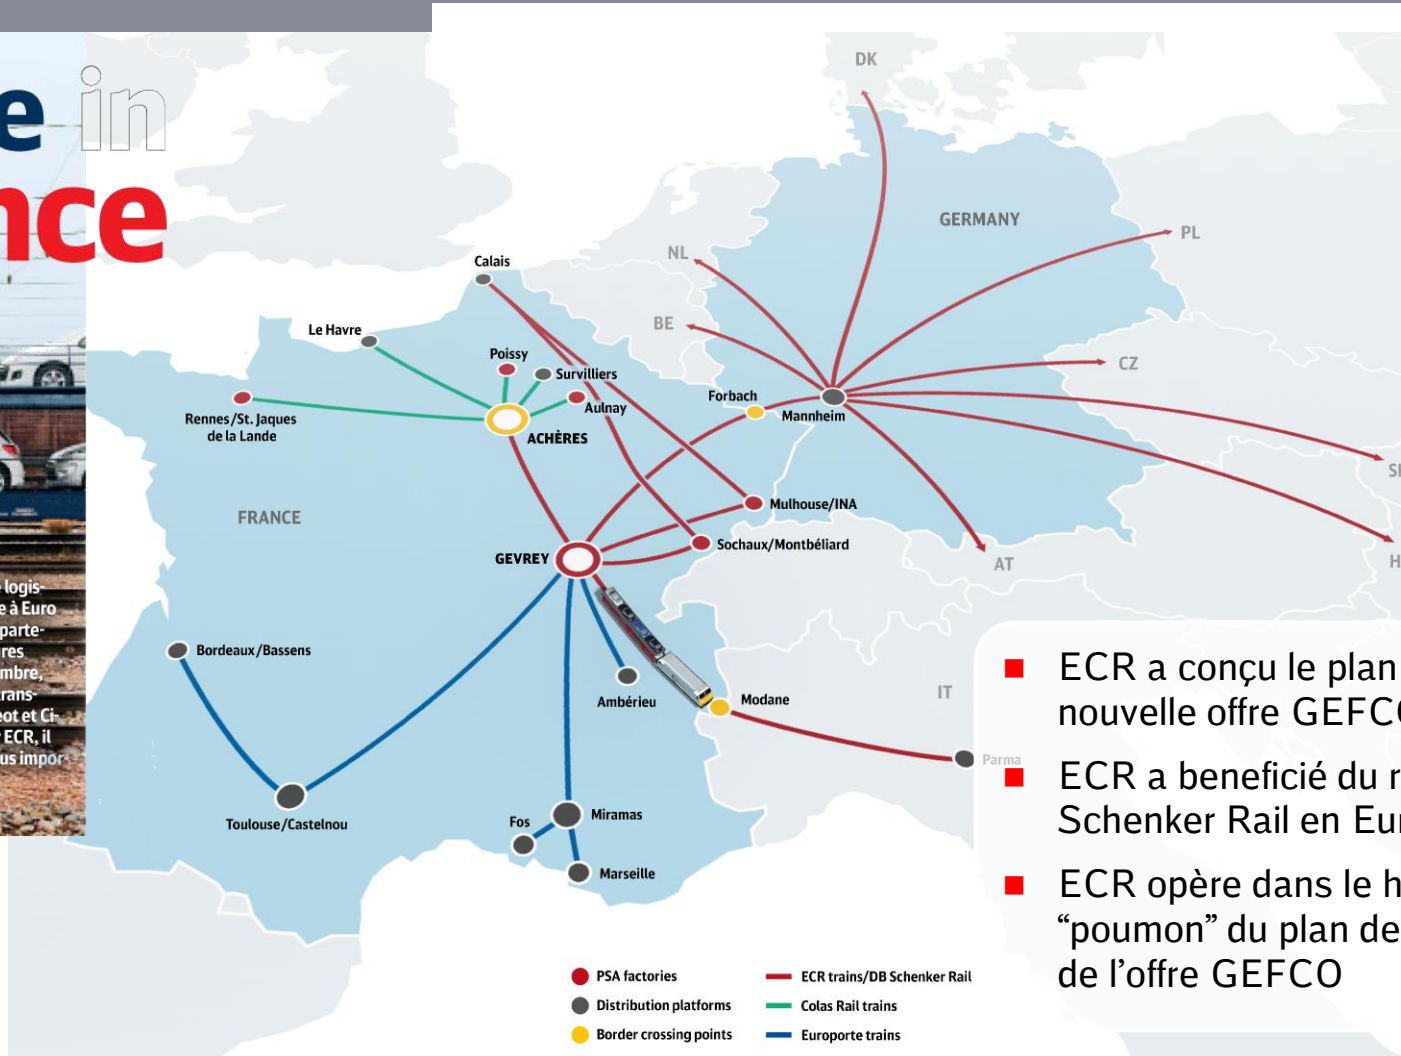 e in
nce
logis-
e à Euro
parte-
res
mbre,
trans-
eot et Ci-
ECR, il
us impor-
DK
GERMANY
PL
NL
BE
CZ
Calais
Le Havre
Poissy
Survilliers
Aulnay
Rennes/St. Jaques
de la Lande
ACHÈRES
Forbach
Mannheim
FRANCE
Mulhouse/INA
GEVREY
Sochaux/Montbéliard
AT
H
Bordeaux/Bassens
Ambérieu
Modane
IT
Parma
Toulouse/Castelnou
Fos
Miramas
Marseille
ECR a conçu le plan
nouvelle offre GEFCO
ECR a beneficié du r
Schenker Rail en Eur
ECR opère dans le h
“poumon” du plan de
de l’offre GEFCO
PSA factories
Distribution platforms
Border crossing points
ECR trains/DB Schenker Rail
Colas Rail trains
Europorte trains